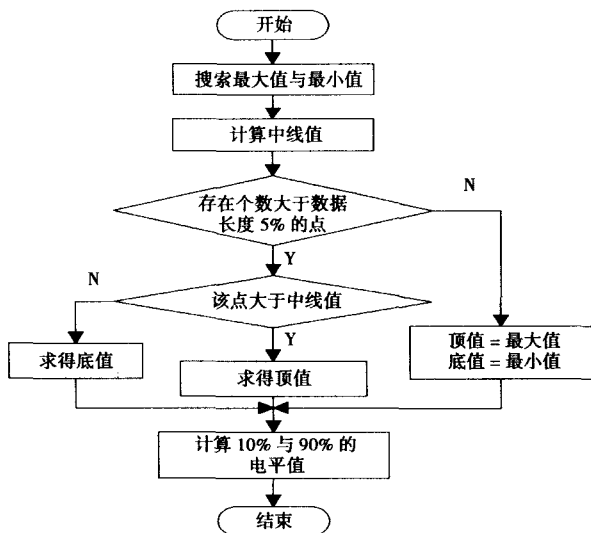 开始
搜索最大值与最小值
计算中线值
存在个数大于数据
长度 5% 的点
N
Y
该点大于中线值
N
Y
求得底值
求得顶值
顶值 = 最大值
底值 = 最小值
计算 10% 与 90% 的
电平值
结束